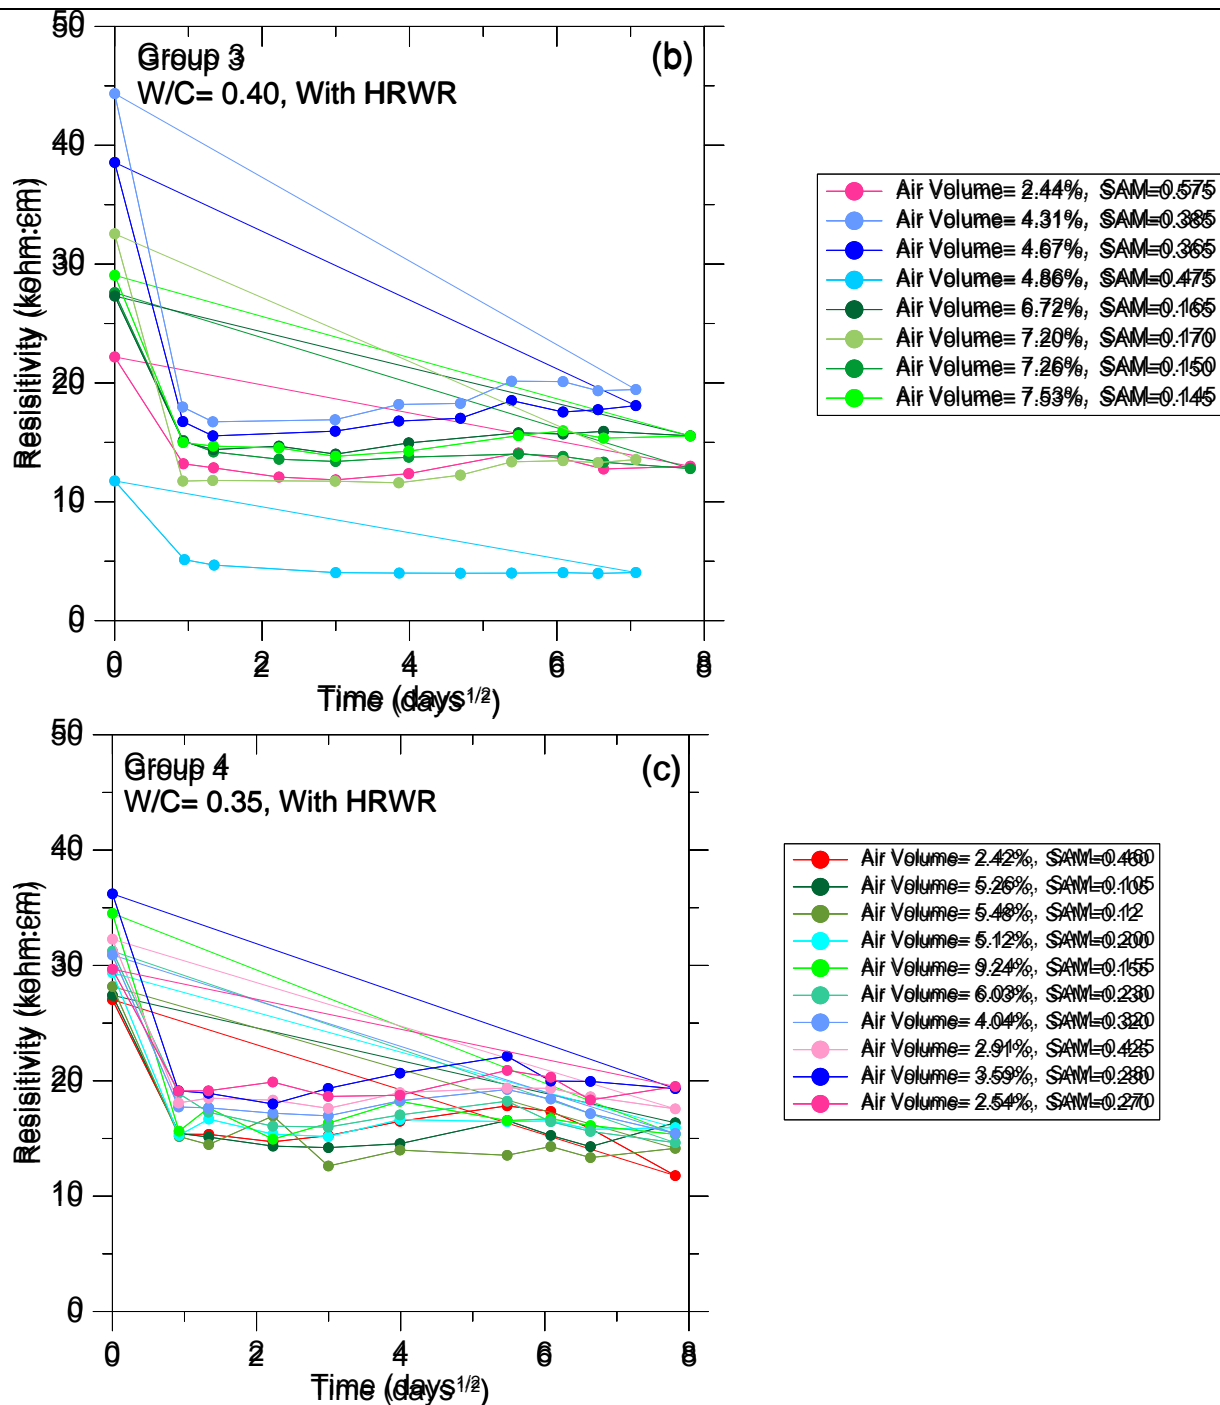 50
Group 3
(b)
W/C= 0.40, With HRWR
40
30
20
10
0
Resisitivity (kohm·cm)
0 2 4 6 8
Time (days1/2)
Air Volume= 2.44%, SAM=0.575
Air Volume= 4.31%, SAM=0.385
Air Volume= 4.67%, SAM=0.365
Air Volume= 4.86%, SAM=0.475
Air Volume= 6.72%, SAM=0.165
Air Volume= 7.20%, SAM=0.170
Air Volume= 7.26%, SAM=0.150
Air Volume= 7.53%, SAM=0.145
50
Group 4
(c)
W/C= 0.35, With HRWR
40
30
20
10
0
Resisitivity (kohm·cm)
0 2 4 6 8
Time (days1/2)
Air Volume= 2.42%, SAM=0.460
Air Volume= 5.26%, SAM=0.105
Air Volume= 5.48%, SAM=0.12
Air Volume= 5.12%, SAM=0.200
Air Volume= 9.24%, SAM=0.155
Air Volume= 6.03%, SAM=0.230
Air Volume= 4.04%, SAM=0.320
Air Volume= 2.91%, SAM=0.425
Air Volume= 3.59%, SAM=0.280
Air Volume= 2.54%, SAM=0.270